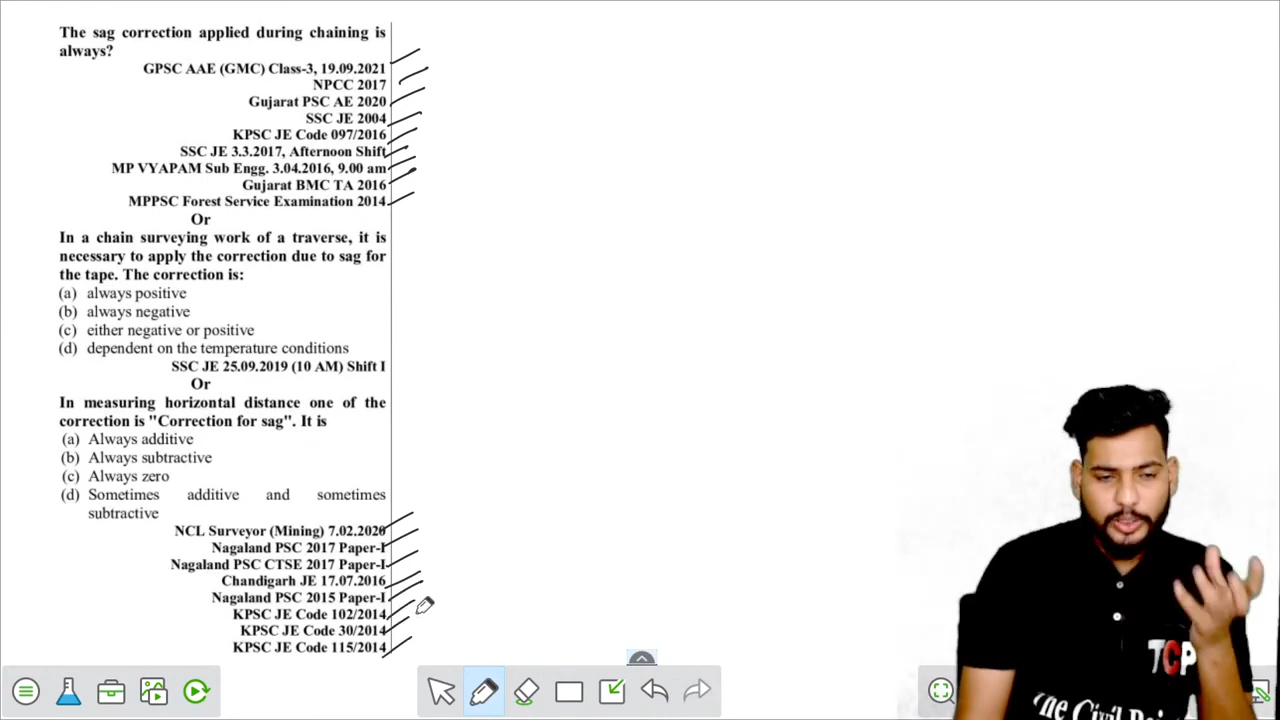 The sag correction applied during chaining is
always?
GPSC AAE (GMC) Class-3, 19.09.2021
NPCC 2017
Gujarat PSC AE 2020
SSC JE 2004
KPSC JE Code 097/2016
SSC JE 3.3.2017, Afternoon Shift
MP VYAPAM Sub Engg. 3.04.2016, 9.00 am
Gujarat BMC TA 2016
MPPSC Forest Service Examination 2014
Or
In a chain surveying work of a traverse, it is
necessary to apply the correction due to sag for
the tape. The correction is:
(a) always positive
(b) always negative
(c) either negative or positive
(d) dependent on the temperature conditions
SSC JE 25.09.2019 (10 AM) Shift I
Or
In measuring horizontal distance one of the
correction is "Correction for sag". It is
(a) Always additive
(b) Always subtractive
(c) Always zero
(d) Sometimes additive and sometimes
subtractive
NCL Surveyor (Mining) 7.02.2020
Nagaland PSC 2017 Paper-I
Nagaland PSC CTSE 2017 Paper-I
Chandigarh JE 17.07.2016
Nagaland PSC 2015 Paper-I
KPSC JE Code 102/2014
KPSC JE Code 30/2014
KPSC JE Code 115/2014
TCP
The Civil